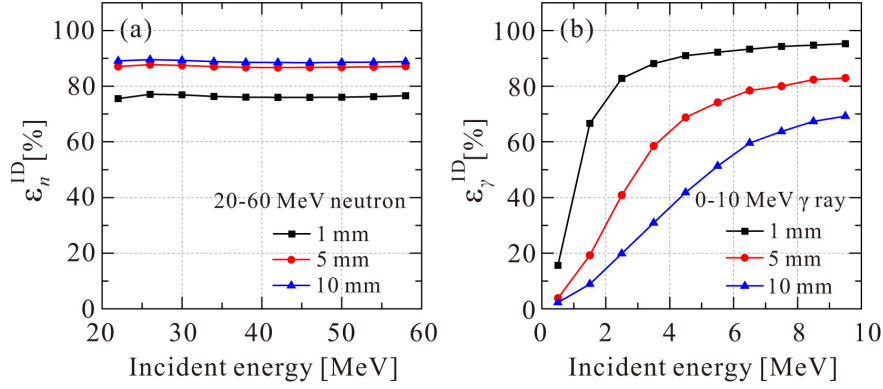 (a)
100
80
60
40
20
0
ε_n^ID [%]
20-60 MeV neutron
1 mm
5 mm
10 mm
20 30 40 50 60
Incident energy [MeV]
(b)
100
80
60
40
20
0
ε_γ^ID [%]
0-10 MeV γ ray
1 mm
5 mm
10 mm
0 2 4 6 8 10
Incident energy [MeV]